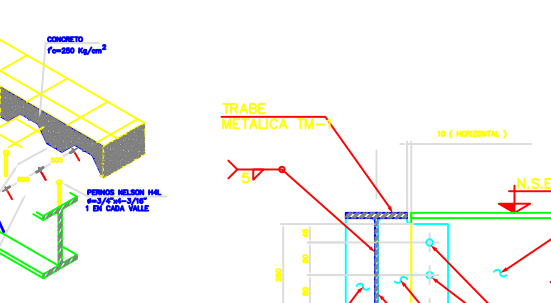 CONCRETO
f'c=250 Kg/cm²
TRABE
METALICA TM-1
10 ( HORIZONTAL )
N.S.E
5
PERNOS NELSON H4L
ø=3/4"x4-3/16"
1 EN CADA VALLE